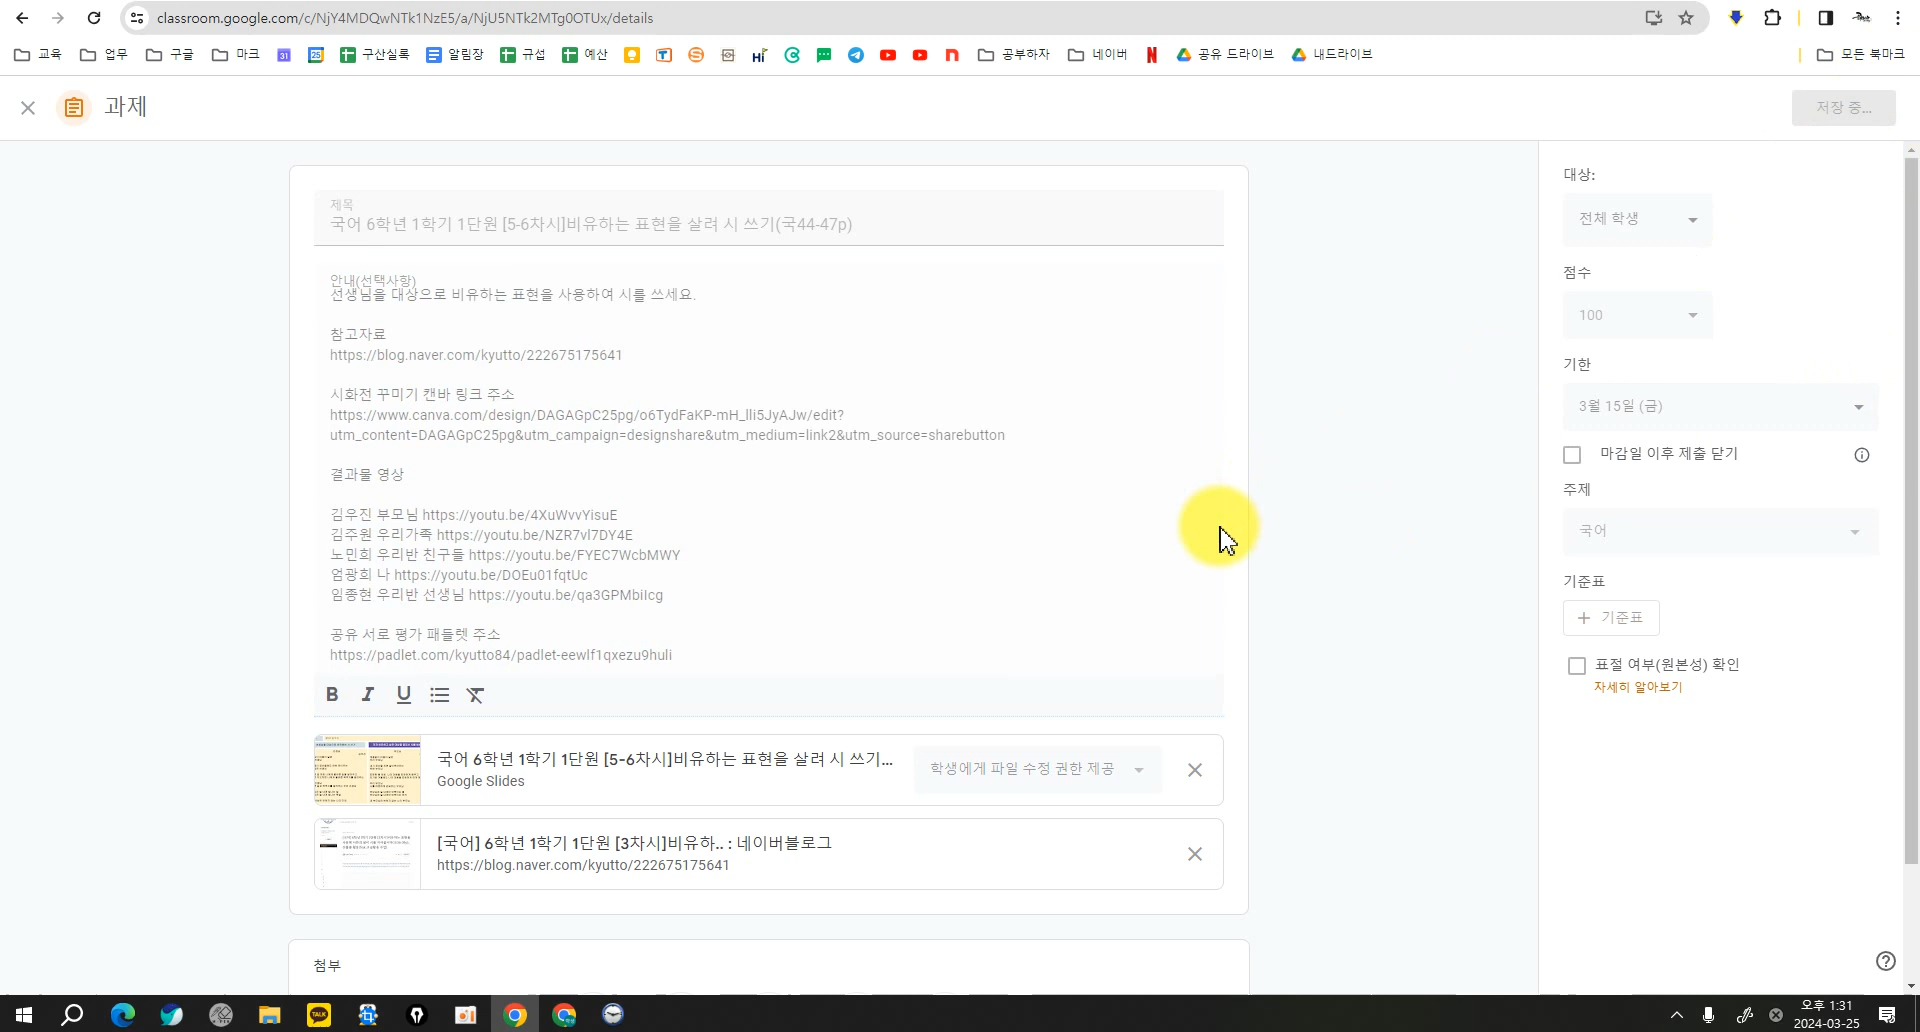 classroom.google.com/c/NjY4MDQwNTk1NzE5/a/NjU5NTk2MTg0OTUx/details
교육 업무 구글 마크 31 25 구산실록 알림장 규섭 예산 공부하자 네이버 공유 드라이브 내드라이브 모든 북마크
과제
저장 중...
제목
국어 6학년 1학기 1단원 [5-6차시]비유하는 표현을 살려 시 쓰기(국44-47p)
안내(선택사항)
선생님을 대상으로 비유하는 표현을 사용하여 시를 쓰세요.
참고자료
https://blog.naver.com/kyutto/222675175641
시화전 꾸미기 캔바 링크 주소
https://www.canva.com/design/DAGAGpC25pg/o6TydFaKP-mH_lli5JyAJw/edit?
utm_content=DAGAGpC25pg&utm_campaign=designshare&utm_medium=link2&utm_source=sharebutton
결과물 영상
김우진 부모님 https://youtu.be/4XuWvvYisuE
김주원 우리가족 https://youtu.be/NZR7vl7DY4E
노민희 우리반 친구들 https://youtu.be/FYEC7WcbMWY
엄광희 나 https://youtu.be/DOEu01fqtUc
임종현 우리반 선생님 https://youtu.be/qa3GPMbilcg
공유 서로 평가 패들렛 주소
https://padlet.com/kyutto84/padlet-eewlf1qxezu9huli
B I U
국어 6학년 1학기 1단원 [5-6차시]비유하는 표현을 살려 시 쓰기...
Google Slides
학생에게 파일 수정 권한 제공
[국어] 6학년 1학기 1단원 [3차시]비유하.. : 네이버블로그
https://blog.naver.com/kyutto/222675175641
첨부
대상:
전체 학생
점수
100
기한
3월 15일 (금)
마감일 이후 제출 닫기
주제
국어
기준표
기준표
표절 여부(원본성) 확인
자세히 알아보기
TALK
오후 1:31
2024-03-25